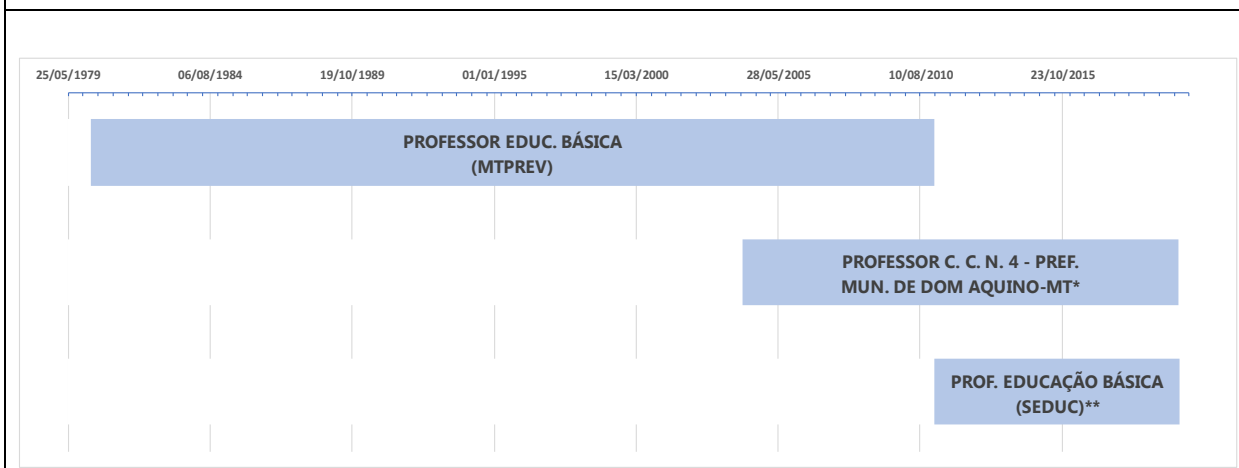 25/05/1979 06/08/1984 19/10/1989 01/01/1995 15/03/2000 28/05/2005 10/08/2010 23/10/2015
PROFESSOR EDUC. BÁSICA
(MTPREV)
PROFESSOR C. C. N. 4 - PREF.
MUN. DE DOM AQUINO-MT*
PROF. EDUCAÇÃO BÁSICA
(SEDUC)**